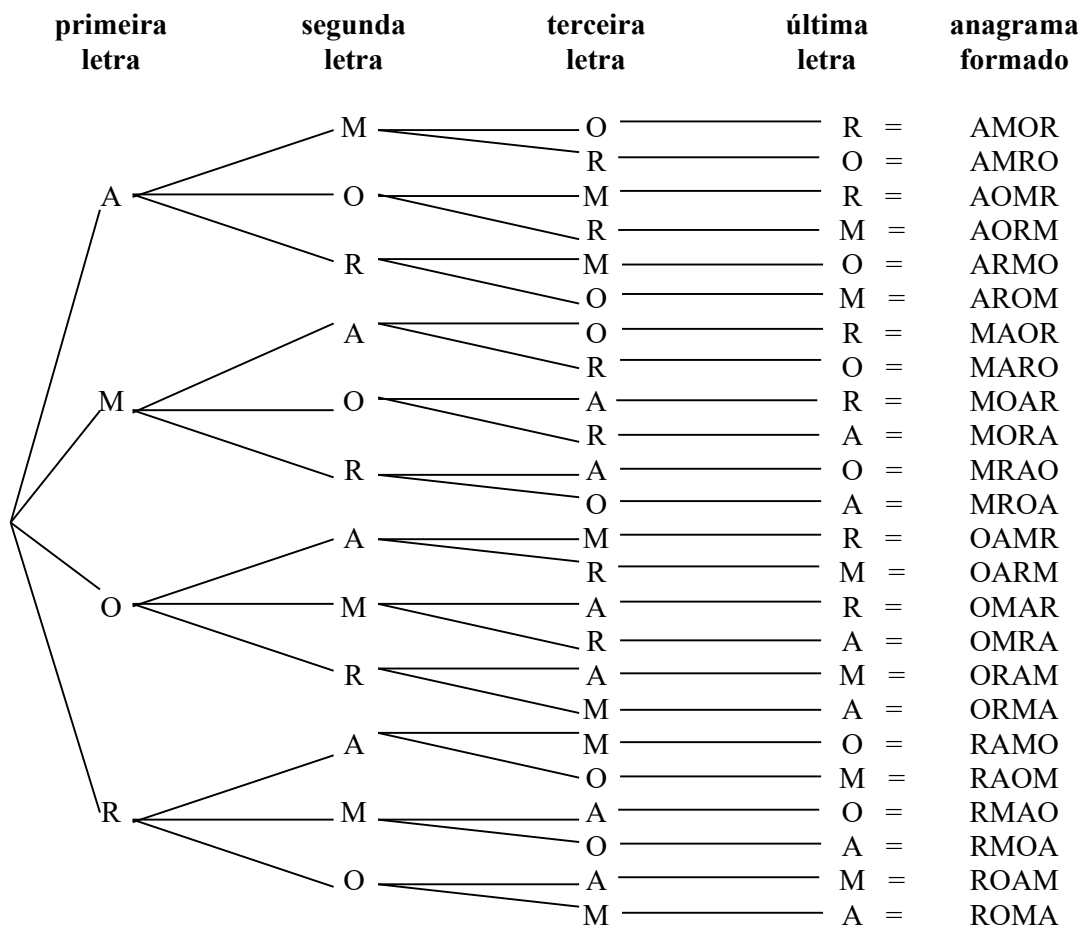 primeira segunda terceira última anagrama
letra letra letra letra formado
M O R = AMOR
R O = AMRO
A O M R = AOMR
R M = AORM
R M O = ARMO
O M = AROM
A O R = MAOR
R O = MARO
M O A R = MOAR
R A = MORA
R A O = MRAO
O A = MROA
A M R = OAMR
R M = OARM
O M A R = OMAR
R A = OMRA
R A M = ORAM
M A = ORMA
A M O = RAMO
O M = RAOM
R M A O = RMAO
O A = RMOA
O A M = ROAM
M A = ROMA